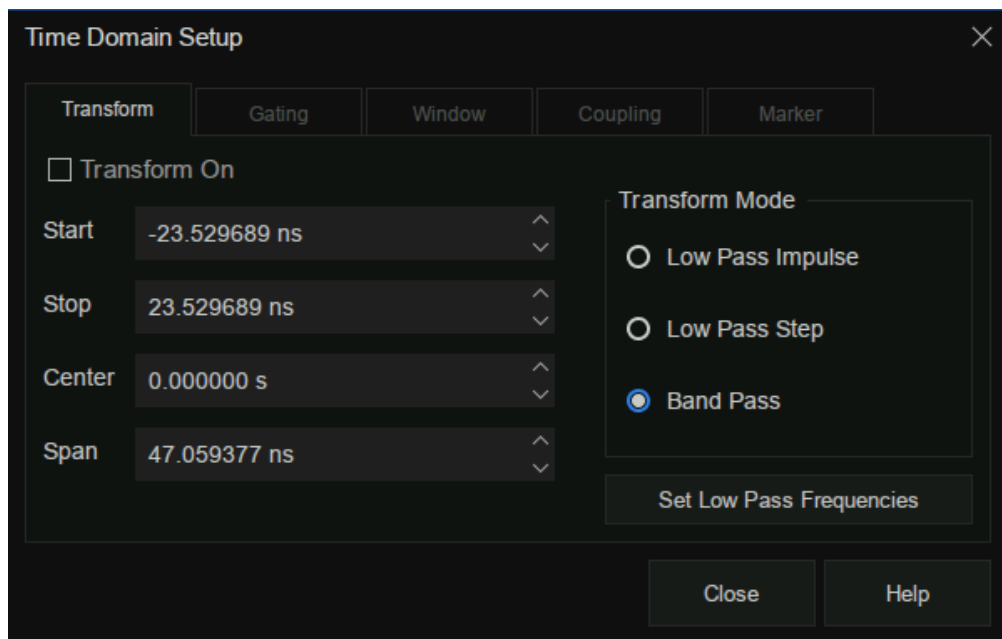 Time Domain Setup
Transform Gating Window Coupling Marker
Transform On
Start -23.529689 ns
Stop 23.529689 ns
Center 0.000000 s
Span 47.059377 ns
Transform Mode
Low Pass Impulse
Low Pass Step
Band Pass
Set Low Pass Frequencies
Close Help